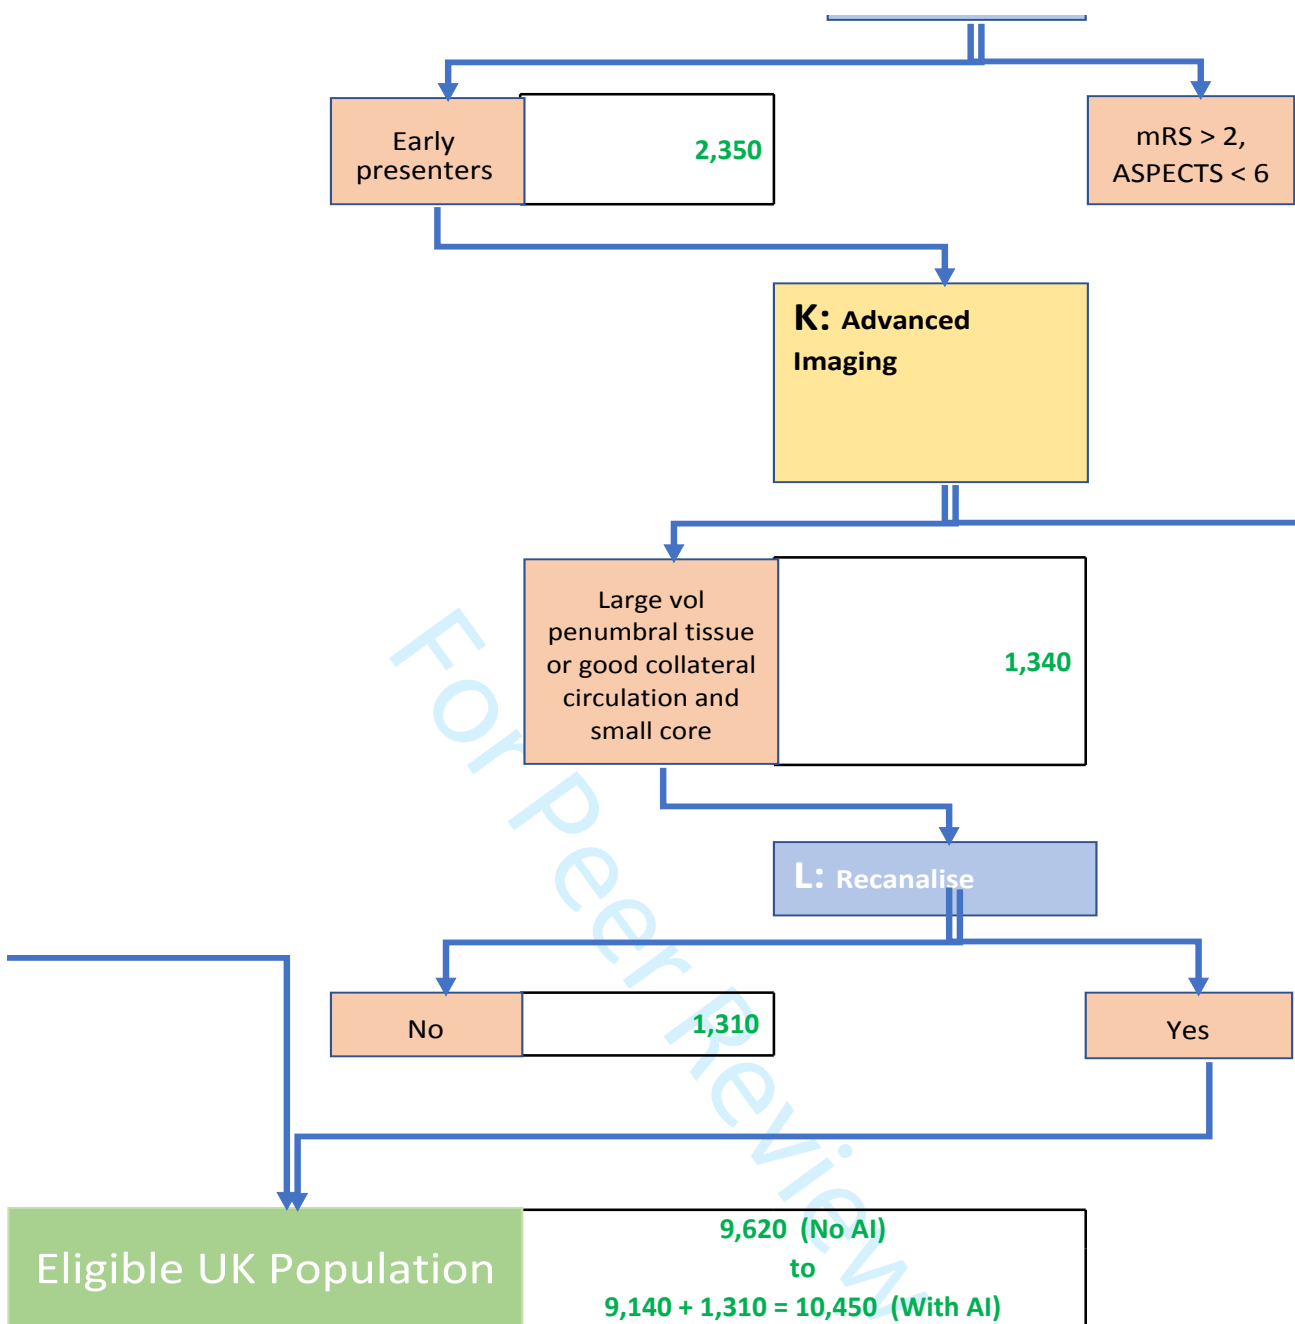 Early
presenters
2,350
mRS > 2,
ASPECTS < 6
K: Advanced
Imaging
Large vol
penumbral tissue
or good collateral
circulation and
small core
1,340
L: Recanalise
No
1,310
Yes
For Peer Review
Eligible UK Population
9,620 (No AI)
to
9,140 + 1,310 = 10,450 (With AI)